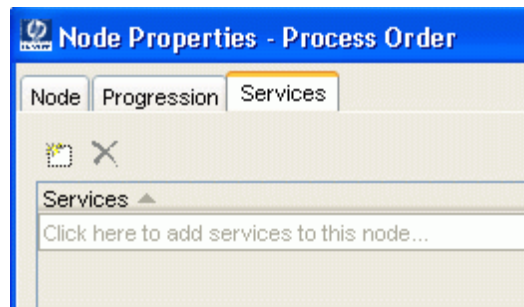 Node Properties - Process Order
Node Progression Services
Services
Click here to add services to this node...